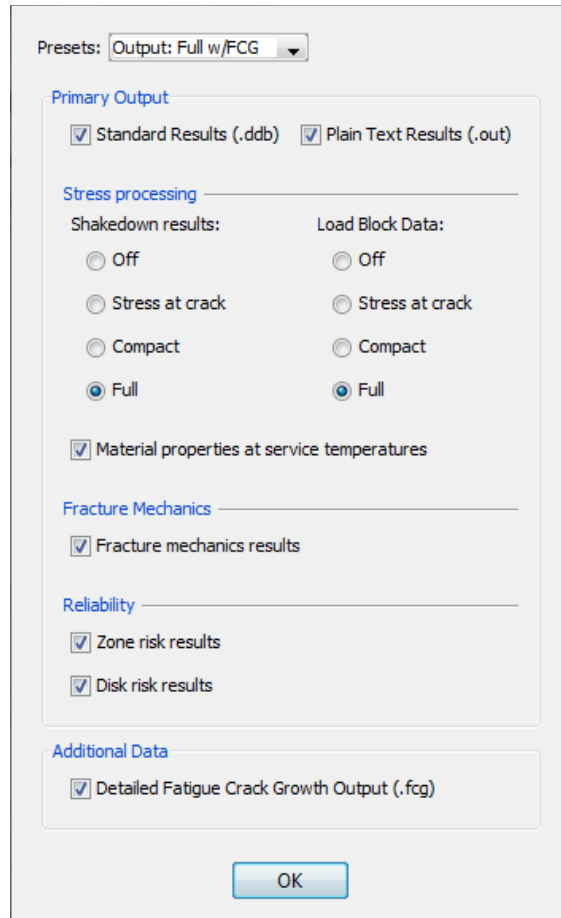 Presets: Output: Full w/FCG
Primary Output
Standard Results (.ddb) Plain Text Results (.out)
Stress processing
Shakedown results: Load Block Data:
Off Off
Stress at crack Stress at crack
Compact Compact
Full Full
Material properties at service temperatures
Fracture Mechanics
Fracture mechanics results
Reliability
Zone risk results
Disk risk results
Additional Data
Detailed Fatigue Crack Growth Output (.fcg)
OK